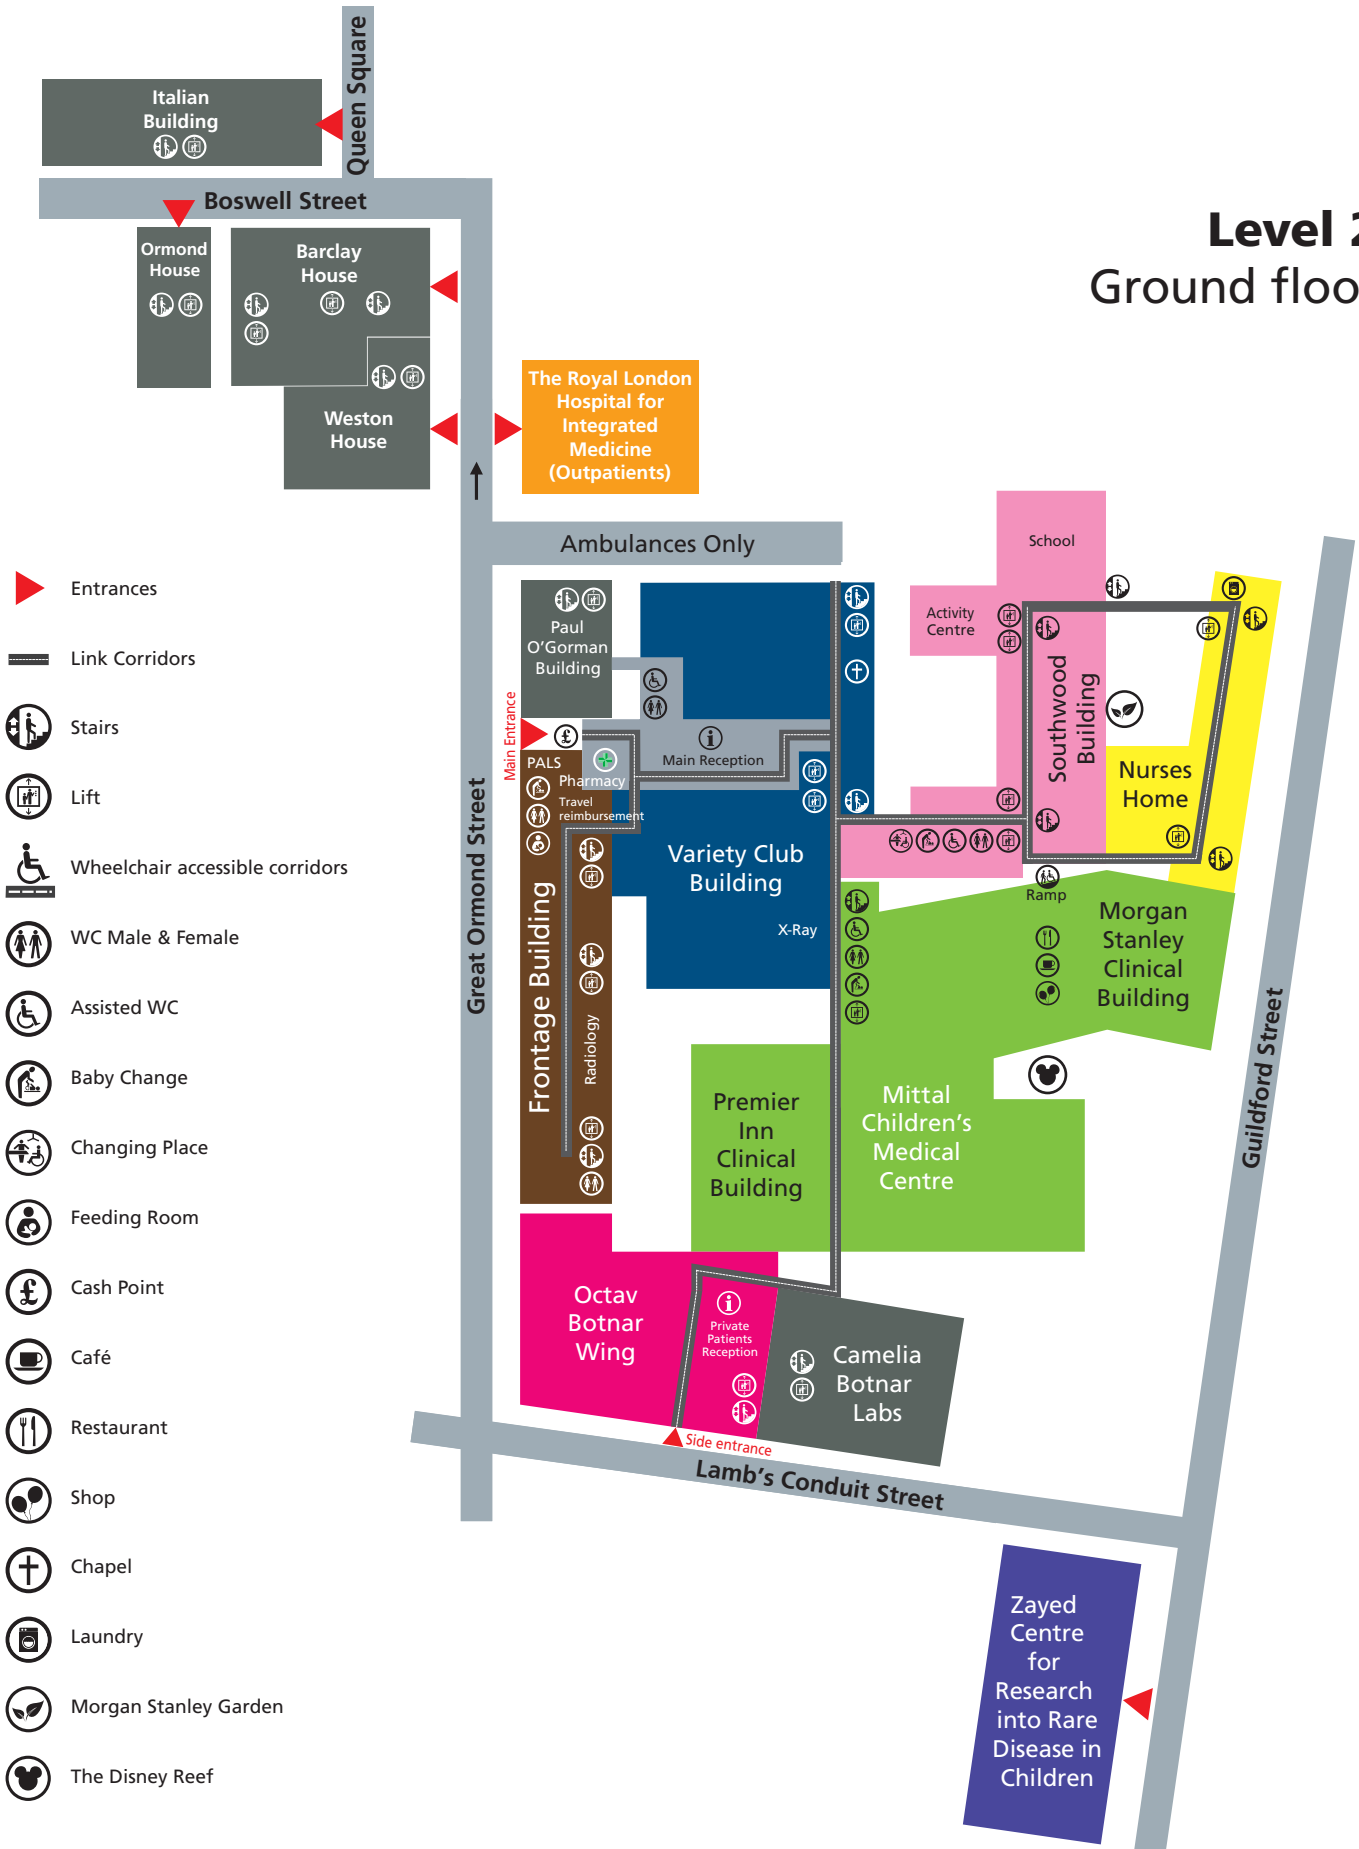 Queen Square
Italian
Building
Boswell Street
Level 2
Ground floo
Ormond
House
Barclay
House
Weston
House
The Royal London
Hospital for
Integrated
Medicine
(Outpatients)
Ambulances Only
School
Activity
Centre
Southwood
Building
Nurses
Home
Paul
O'Gorman
Building
Main Entrance
£
i
Main Reception
PALS
Pharmacy
Travel
reimbursement
Great Ormond Street
Frontage Building
Radiology
Variety Club
Building
X-Ray
Ramp
Morgan
Stanley
Clinical
Building
Guildford Street
Premier
Inn
Clinical
Building
Mittal
Children's
Medical
Centre
Octav
Botnar
Wing
i
Private
Patients
Reception
Camelia
Botnar
Labs
Side entrance
Lamb's Conduit Street
Zayed
Centre
for
Research
into Rare
Disease in
Children
Entrances
Link Corridors
Stairs
Lift
Wheelchair accessible corridors
WC Male & Female
Assisted WC
Baby Change
Changing Place
Feeding Room
£
Cash Point
Café
Restaurant
Shop
Chapel
Laundry
Morgan Stanley Garden
The Disney Reef